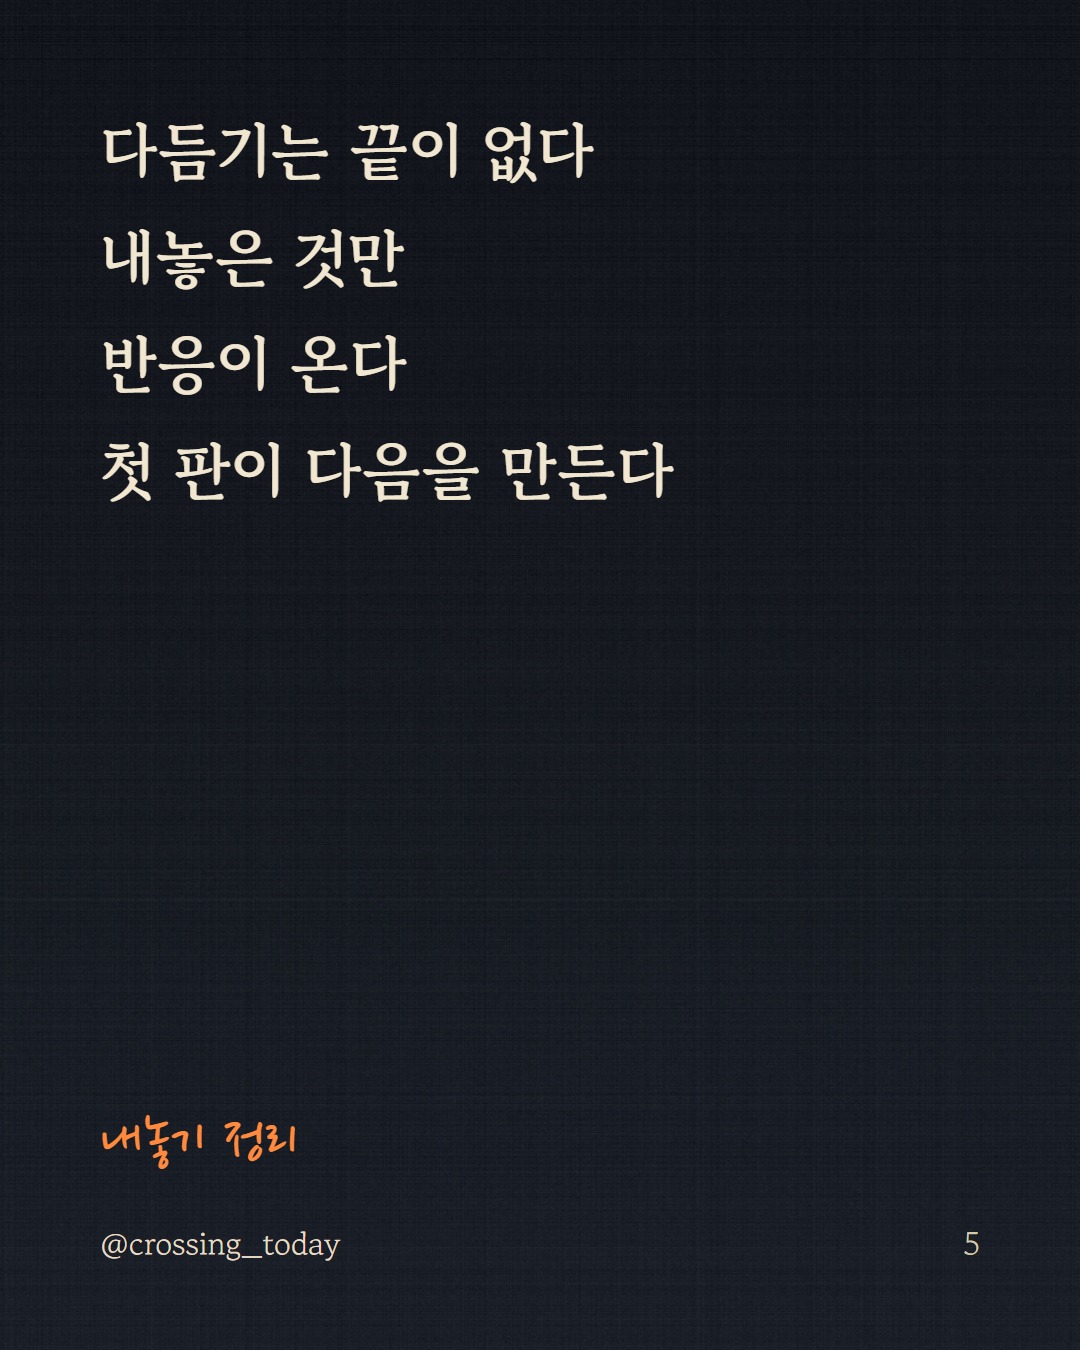 다듬기는 끝이 없다
내놓은 것만
반응이 온다
첫 판이 다음을 만든다
내놓기 정리
@crossing_today
5